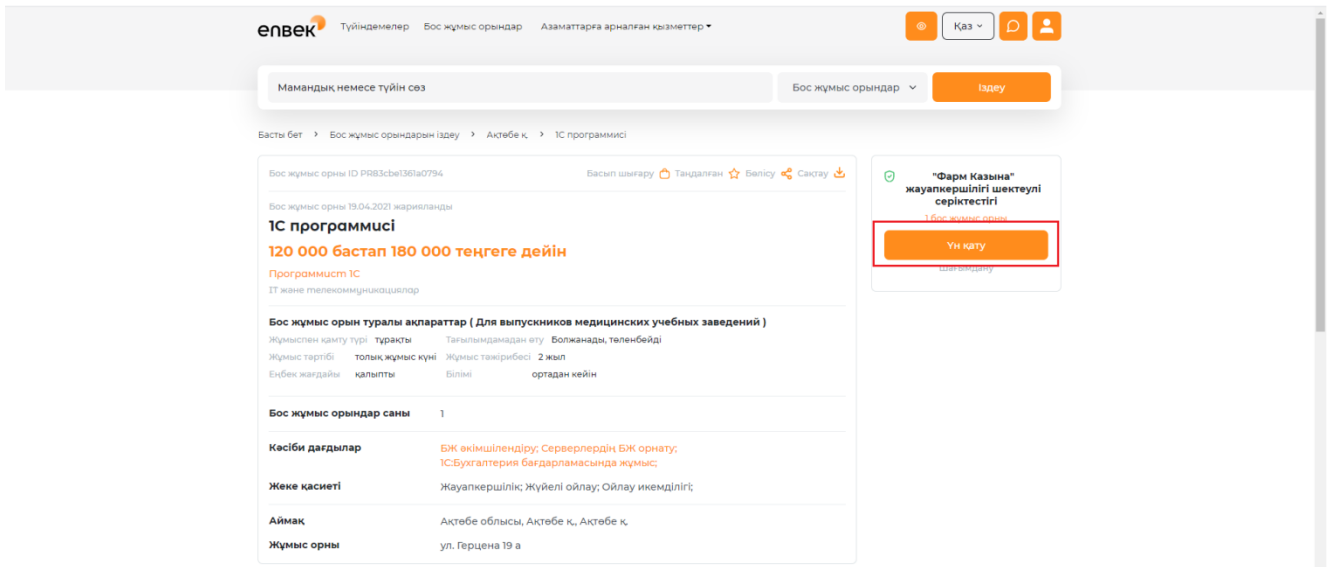 enbek Түйіндемелер Бос жұмыс орындар Азаматтарға арналған қызметтер Қаз
Мамандық немесе түйін сөз Бос жұмыс орындар Іздеу
Басты бет > Бос жұмыс орындарын іздеу > Ақтөбе қ. > 1С программисі
Бос жұмыс орны ID PR83cbe1361a0794 Басып шығару Таңдалған Бөлісу Сақтау
Бос жұмыс орны 19.04.2021 жарияланды
1С программисі
120 000 бастап 180 000 теңгеге дейін
Программист 1С
IT және телекоммуникациялар
Бос жұмыс орын туралы ақпараттар ( Для выпускников медицинских учебных заведений )
Жұмыспен қамту түрі тұрақты Тағылымдамадан өту Болжанады, төленбейді
Жұмыс тәртібі толық жұмыс күні Жұмыс тәжірибесі 2 жыл
Еңбек жағдайы қалыпты Білімі ортадан кейін
Бос жұмыс орындар саны 1
Кәсіби дағдылар БЖ әкімшілендіру; Серверлердің БЖ орнату;
1С:Бухгалтерия бағдарламасында жұмыс;
Жеке қасиеті Жауапкершілік; Жүйелі ойлау; Ойлау икемділігі;
Аймақ Ақтөбе облысы, Ақтөбе қ., Ақтөбе қ.
Жұмыс орны ул. Герцена 19 а
"Фарм Казына"
жауапкершілігі шектеулі
серіктестігі
1 бос жұмыс орны
Үн қату
Шағымдану